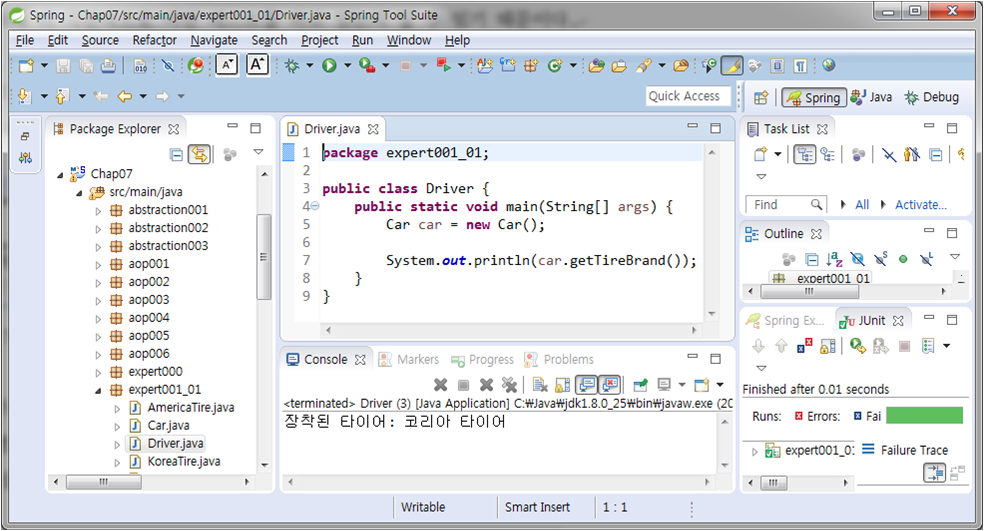 Spring - Chap07/src/main/java/expert001_01/Driver.java - Spring Tool Suite
File Edit Source Refactor Navigate Search Project Run Window Help
Quick Access
Spring Java Debug
Package Explorer
Chap07
src/main/java
abstraction001
abstraction002
abstraction003
aop001
aop002
aop003
aop004
aop005
aop006
expert000
expert001_01
AmericaTire.java
Car.java
Driver.java
KoreaTire.java
Driver.java
1 package expert001_01;
2
3 public class Driver {
4 public static void main(String[] args) {
5 Car car = new Car();
6
7 System.out.println(car.getTireBrand());
8 }
9 }
Console Markers Progress Problems
<terminated> Driver (3) [Java Application] C:₩Java₩jdk1.8.0_25₩bin₩javaw.exe (20
장착된 타이어: 코리아 타이어
Task List
Find All Activate...
Outline
expert001_01
Spring Ex... JUnit
Finished after 0.01 seconds
Runs: Errors: Fai
expert001_01 Failure Trace
Writable Smart Insert 1 : 1